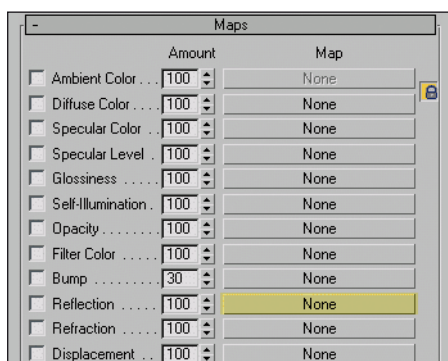 - Maps
Amount Map
Ambient Color . . . 100 None
Diffuse Color . . . . 100 None
Specular Color . . 100 None
Specular Level . 100 None
Glossiness . . . . . 100 None
Self-Illumination . 100 None
Opacity . . . . . . . . 100 None
Filter Color . . . . . 100 None
Bump . . . . . . . . . 30 None
Reflection . . . . . 100 None
Refraction . . . . . 100 None
Displacement . . 100 None